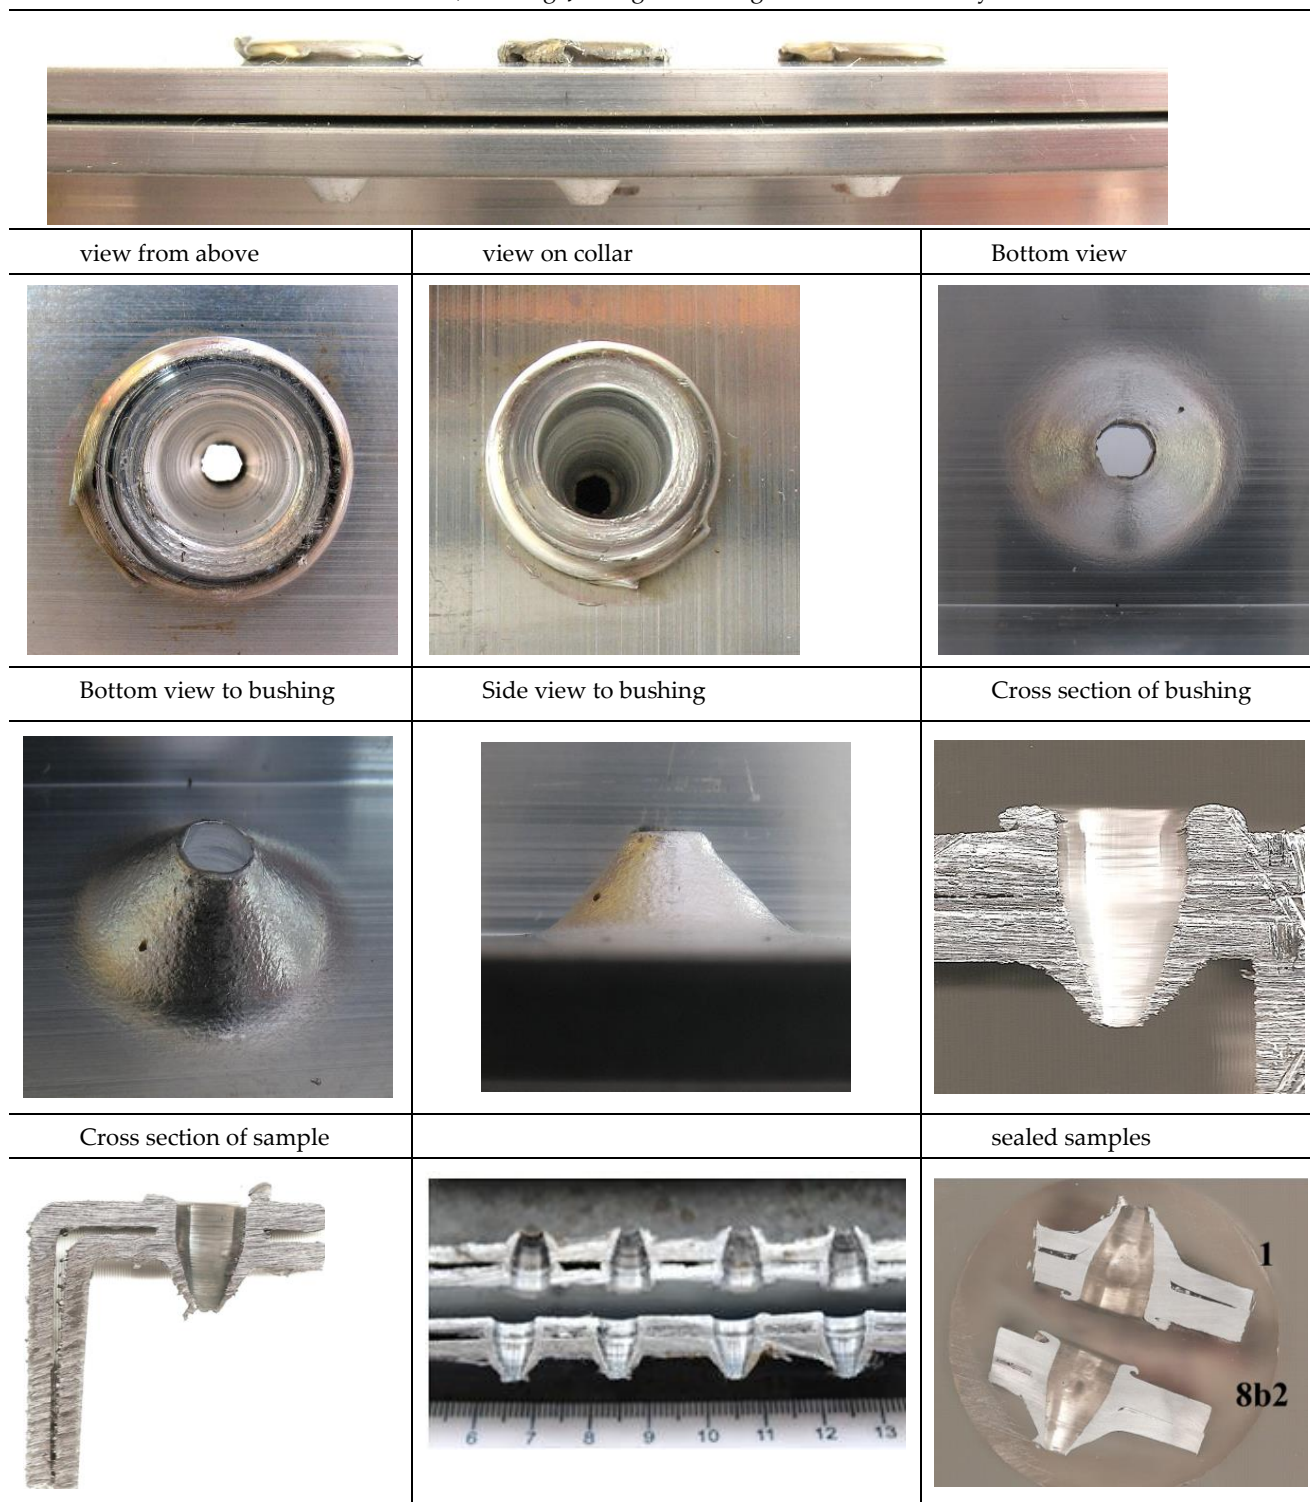 view from above
view on collar
Bottom view
Bottom view to bushing
Side view to bushing
Cross section of bushing
Cross section of sample
sealed samples
1
8b2
6 7 8 9 10 11 12 13